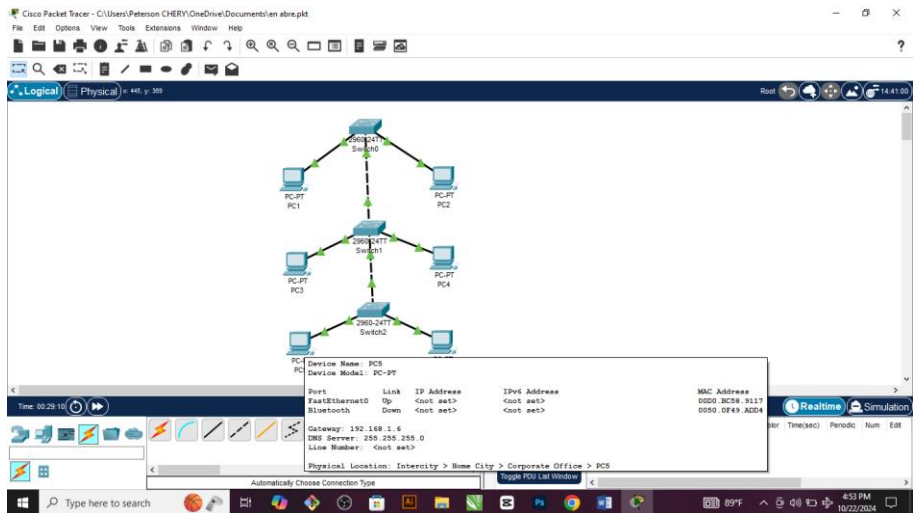 Cisco Packet Tracer - C:\Users\Peterson CHERY\OneDrive\Documents\en abre.pkt
File Edit Options View Tools Extensions Window Help
?
Logical Physical x: 445, y: 389 Root 14:41:00
2960-24TT
Switch0
PC-PT
PC1
PC-PT
PC2
2960-24TT
Switch1
PC-PT
PC3
PC-PT
PC4
2960-24TT
Switch2
Device Name: PC5
Device Model: PC-PT
Port Link IP Address IPv6 Address MAC Address
FastEthernet0 Up <not set> <not set> 00D0.BC58.9117
Bluetooth Down <not set> <not set> 0050.0F49.ADD4
Gateway: 192.168.1.6
DNS Server: 255.255.255.0
Line Number: <not set>
Physical Location: Intercity > Home City > Corporate Office > PC5
Time: 00:29:10 Realtime Simulation
Time(sec) Periodic Num Edit
Automatically Choose Connection Type
Toggle PDU List Window
Type here to search
89°F
4:53 PM
10/22/2024